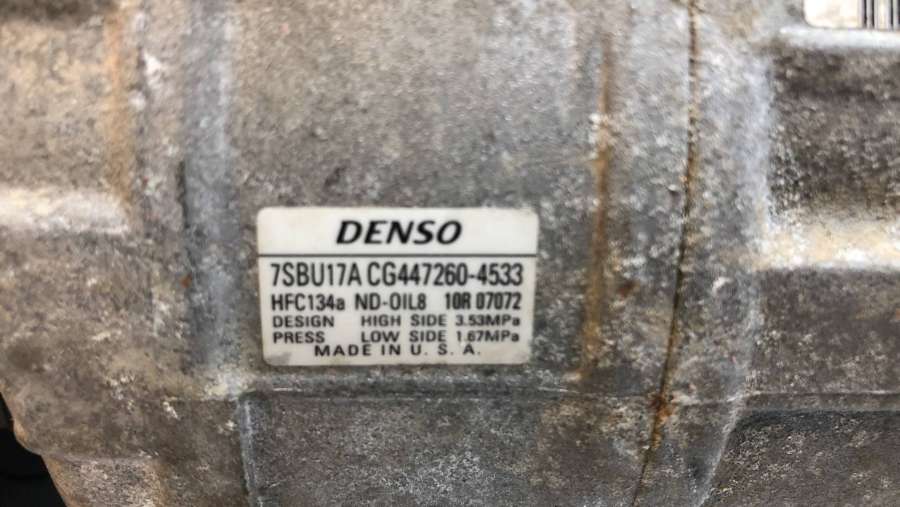 DENSO
7SBU17A CG447260-4533
HFC134a ND-OIL8 10R 07072
DESIGN HIGH SIDE 3.53MPa
PRESS LOW SIDE 1.67MPa
MADE IN U. S. A.